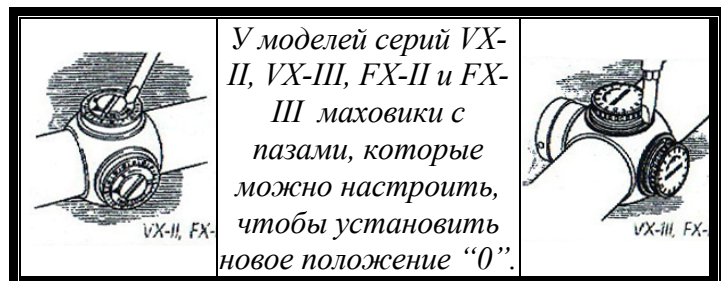 У моделей серий VX-
II, VX-III, FX-II и FX-
III маховики с
пазами, которые
можно настроить,
чтобы установить
новое положение “0”.
VX-II, FX-
VX-III, FX-